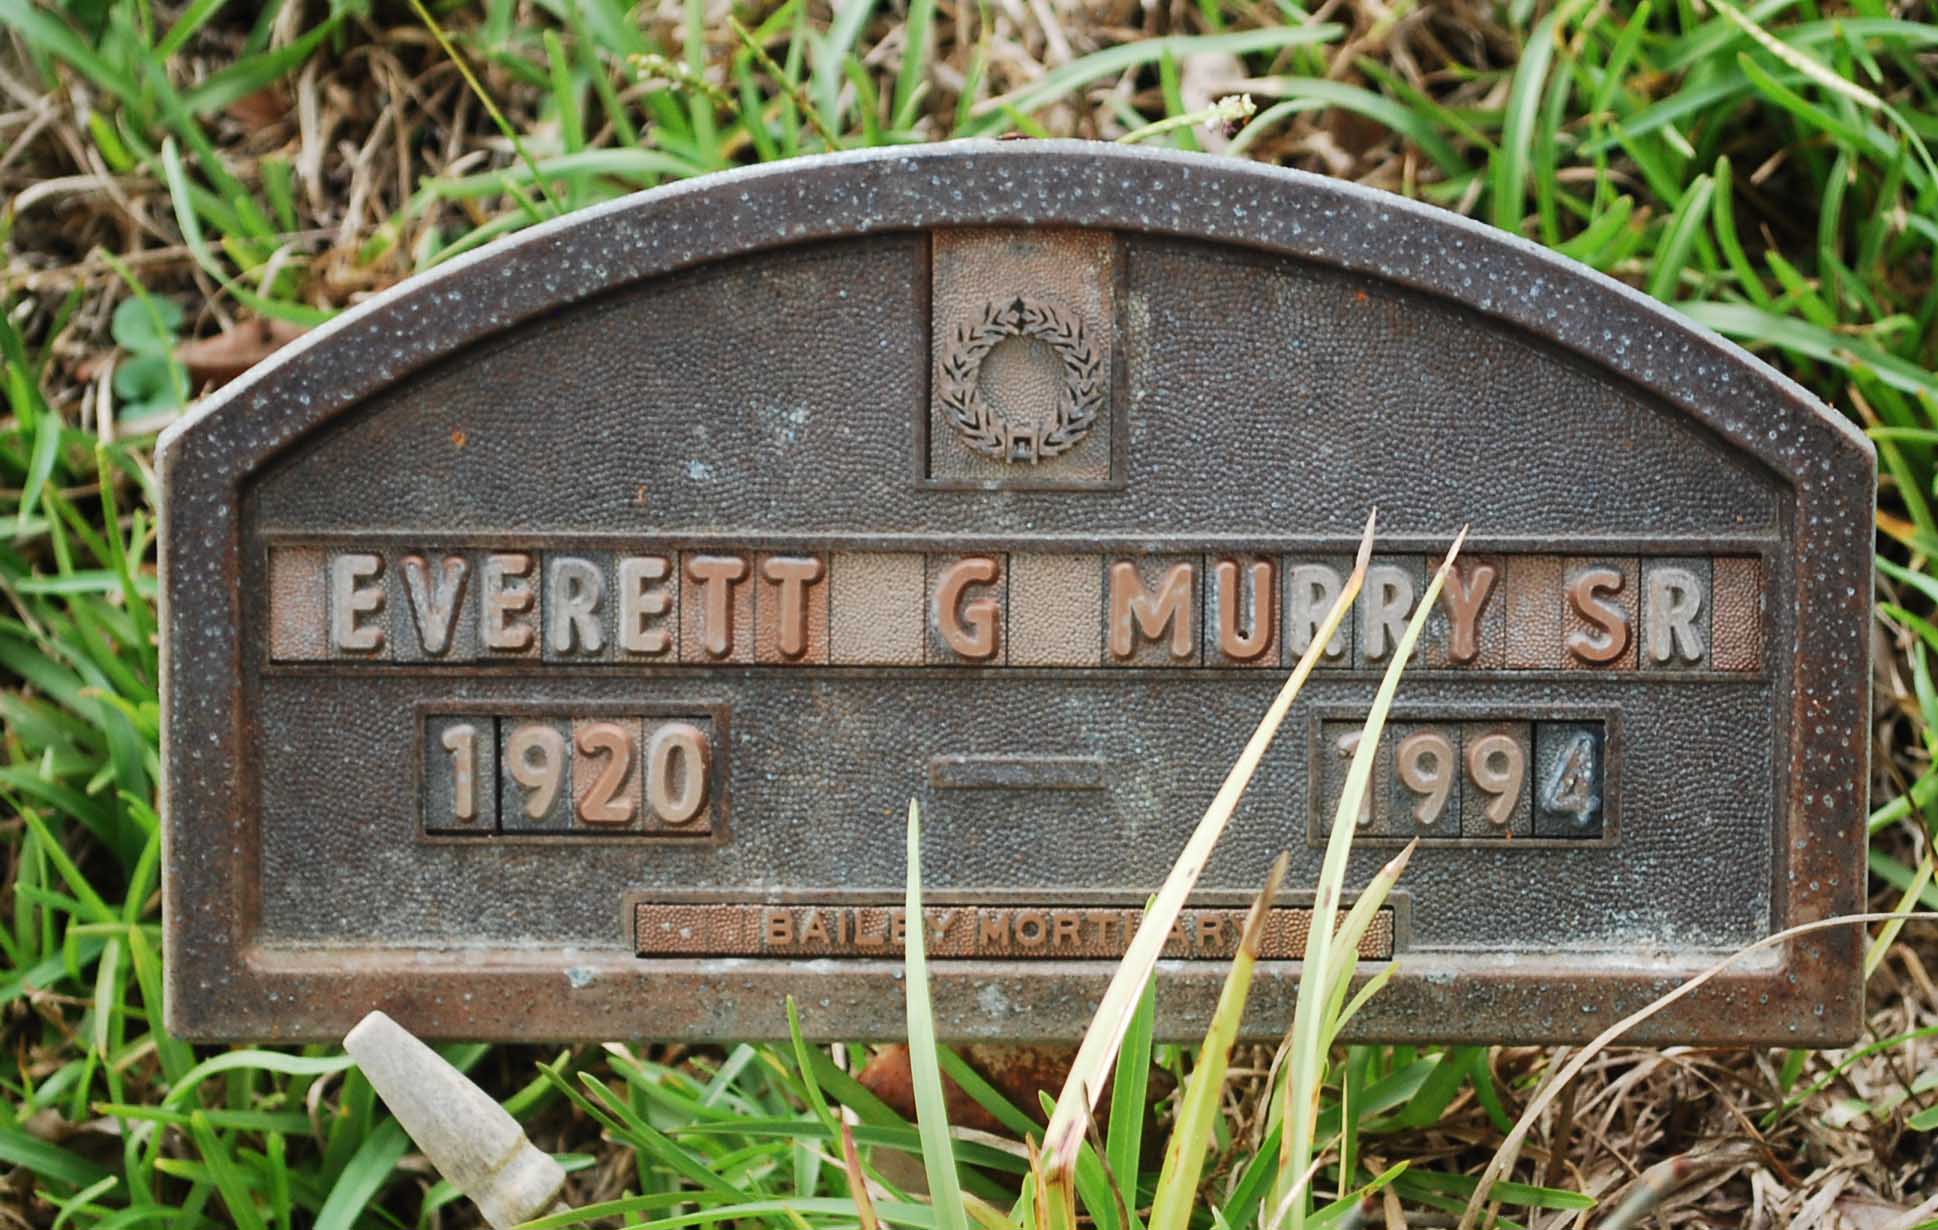 EVERETT G MURRY SR
1920 — 1994
BAILEY MORTUARY